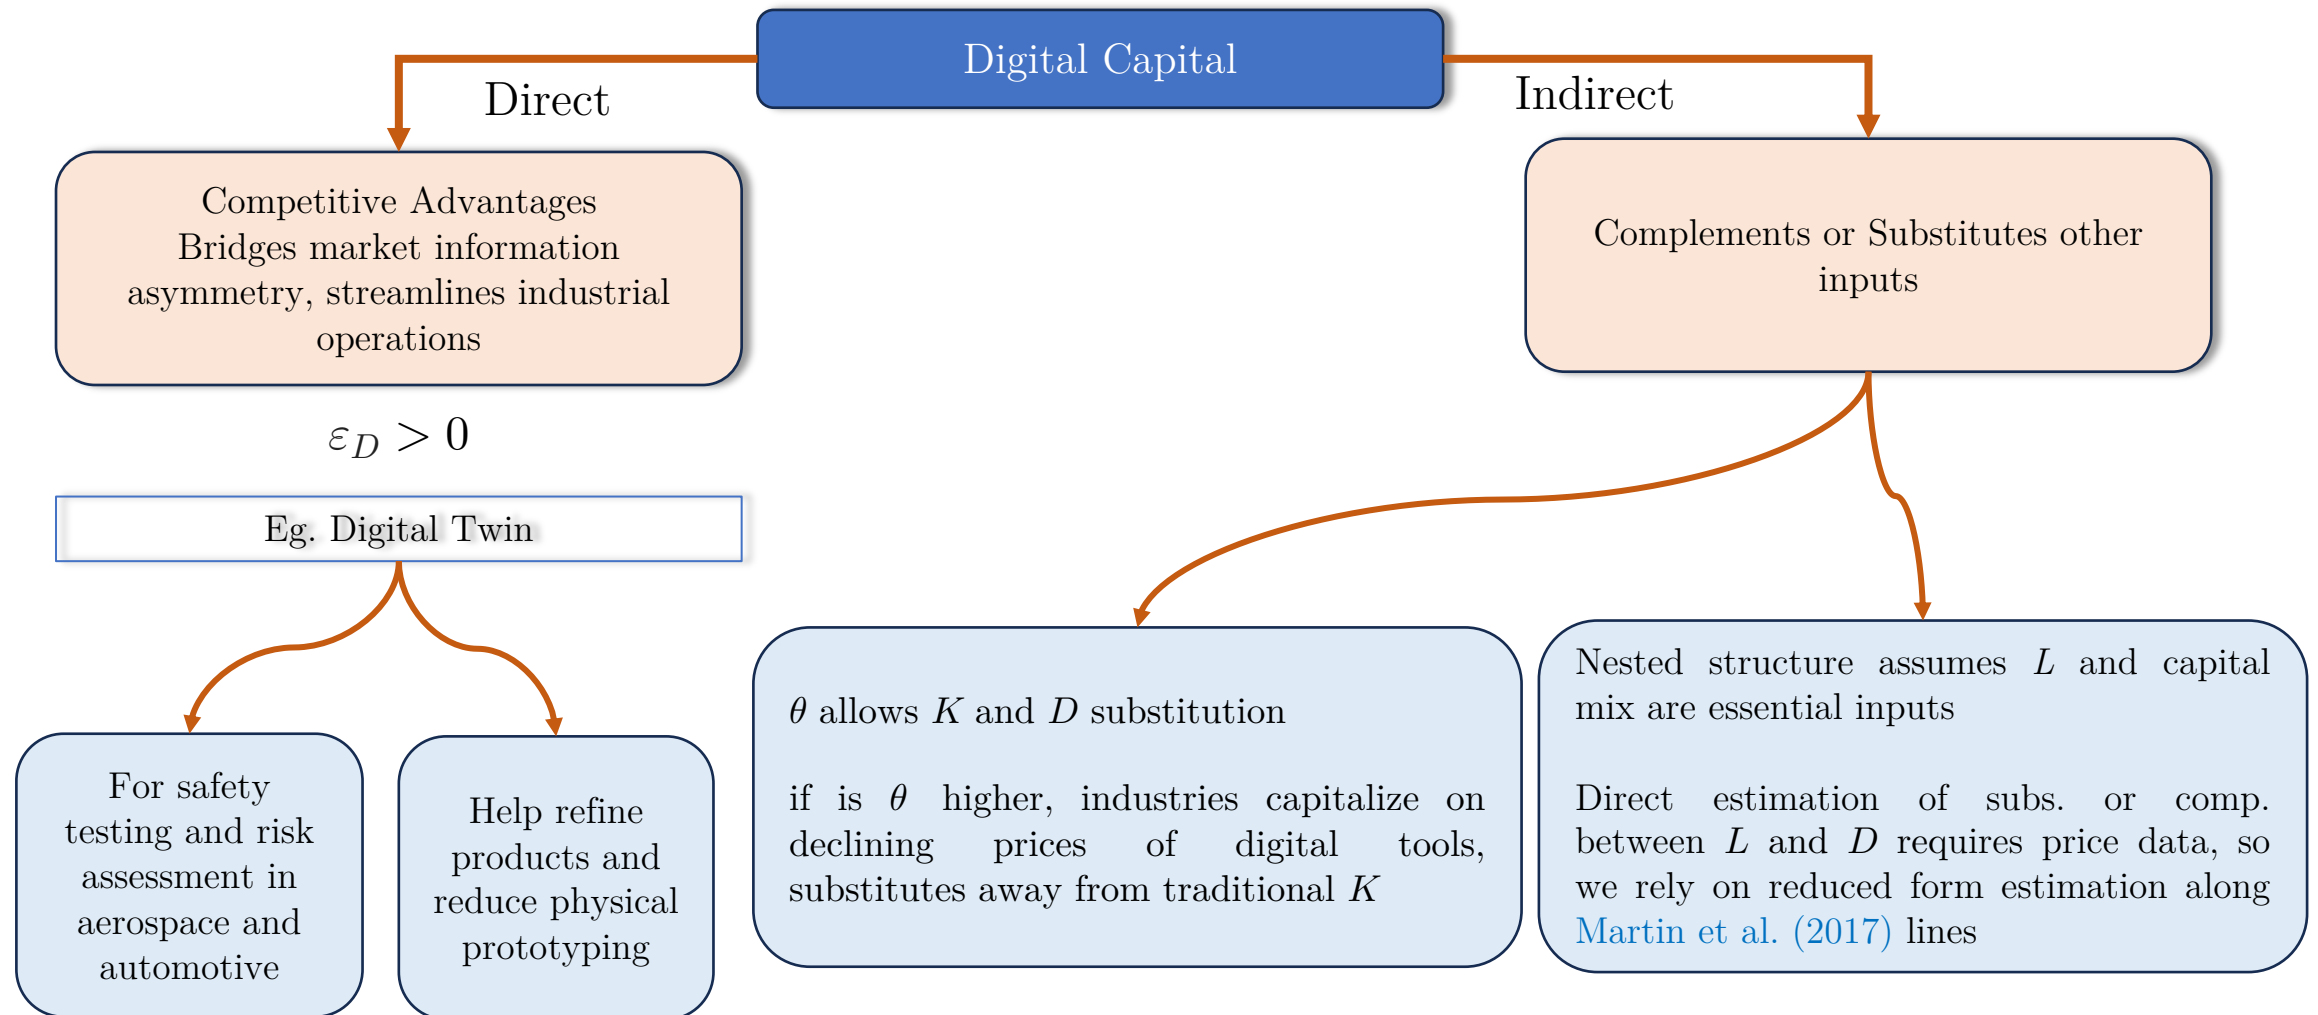 Digital Capital
Direct
Indirect
Competitive Advantages
Bridges market information
asymmetry, streamlines industrial
operations
Complements or Substitutes other
inputs
ε_D > 0
Eg. Digital Twin
For safety
testing and risk
assessment in
aerospace and
automotive
Help refine
products and
reduce physical
prototyping
θ allows K and D substitution
if is θ higher, industries capitalize on
declining prices of digital tools,
substitutes away from traditional K
Nested structure assumes L and capital
mix are essential inputs
Direct estimation of subs. or comp.
between L and D requires price data, so
we rely on reduced form estimation along
Martin et al. (2017) lines